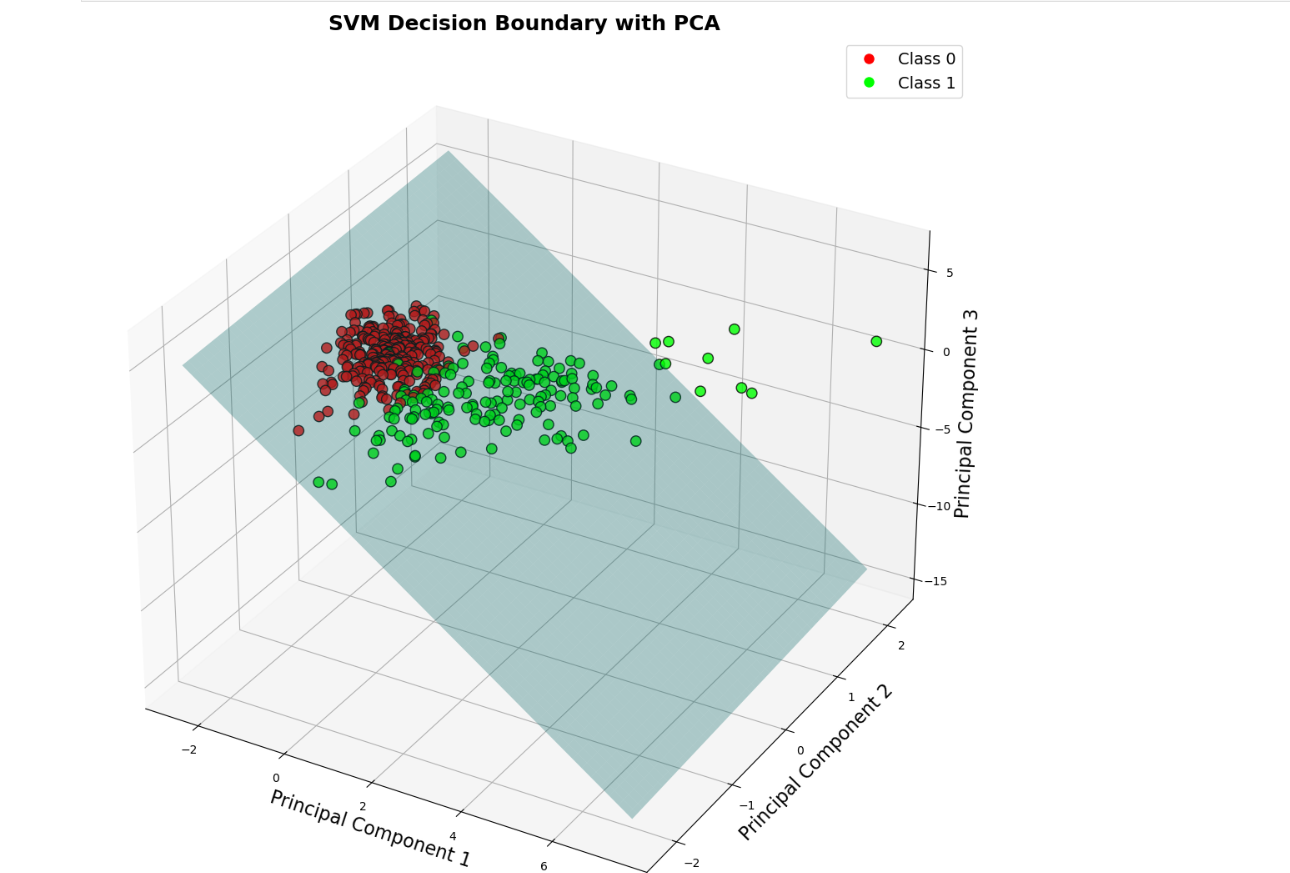 SVM Decision Boundary with PCA
Class 0
Class 1
5
0
−5
−10
−15
Principal Component 3
2
1
0
−1
−2
Principal Component 2
−2
0
2
4
6
Principal Component 1